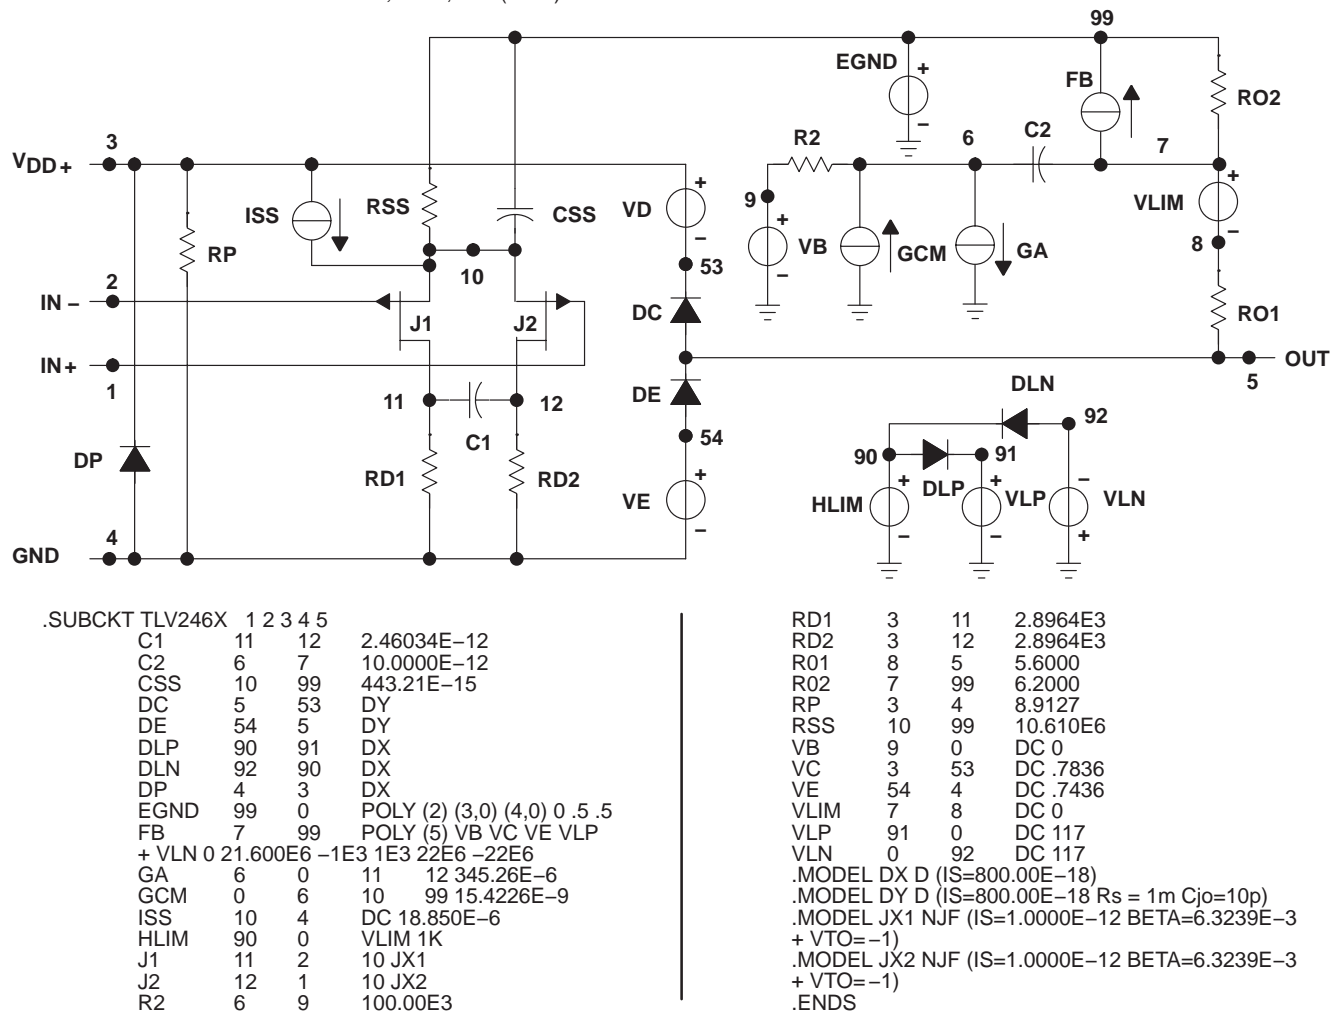 99
EGND
+
−
FB
RO2
3
VDD+
R2
6
C2
7
ISS
RSS
CSS
VD
+
−
9
+
VB
−
GCM
GA
+
VLIM
−
8
RP
10
53
2
IN −
J1
J2
DC
RO1
IN+
1
OUT
5
11
12
DE
DLN
C1
54
92
90
91
DP
RD1
RD2
VE
+
−
HLIM
+
−
DLP
+
−
VLP
−
+
VLN
4
GND
.SUBCKT TLV246X 1 2 3 4 5
C1 11 12 2.46034E−12
C2 6 7 10.0000E−12
CSS 10 99 443.21E−15
DC 5 53 DY
DE 54 5 DY
DLP 90 91 DX
DLN 92 90 DX
DP 4 3 DX
EGND 99 0 POLY (2) (3,0) (4,0) 0 .5 .5
FB 7 99 POLY (5) VB VC VE VLP
+ VLN 0 21.600E6 −1E3 1E3 22E6 −22E6
GA 6 0 11 12 345.26E−6
GCM 0 6 10 99 15.4226E−9
ISS 10 4 DC 18.850E−6
HLIM 90 0 VLIM 1K
J1 11 2 10 JX1
J2 12 1 10 JX2
R2 6 9 100.00E3
RD1 3 11 2.8964E3
RD2 3 12 2.8964E3
R01 8 5 5.6000
R02 7 99 6.2000
RP 3 4 8.9127
RSS 10 99 10.610E6
VB 9 0 DC 0
VC 3 53 DC .7836
VE 54 4 DC .7436
VLIM 7 8 DC 0
VLP 91 0 DC 117
VLN 0 92 DC 117
.MODEL DX D (IS=800.00E−18)
.MODEL DY D (IS=800.00E−18 Rs = 1m Cjo=10p)
.MODEL JX1 NJF (IS=1.0000E−12 BETA=6.3239E−3
+ VTO=−1)
.MODEL JX2 NJF (IS=1.0000E−12 BETA=6.3239E−3
+ VTO=−1)
.ENDS